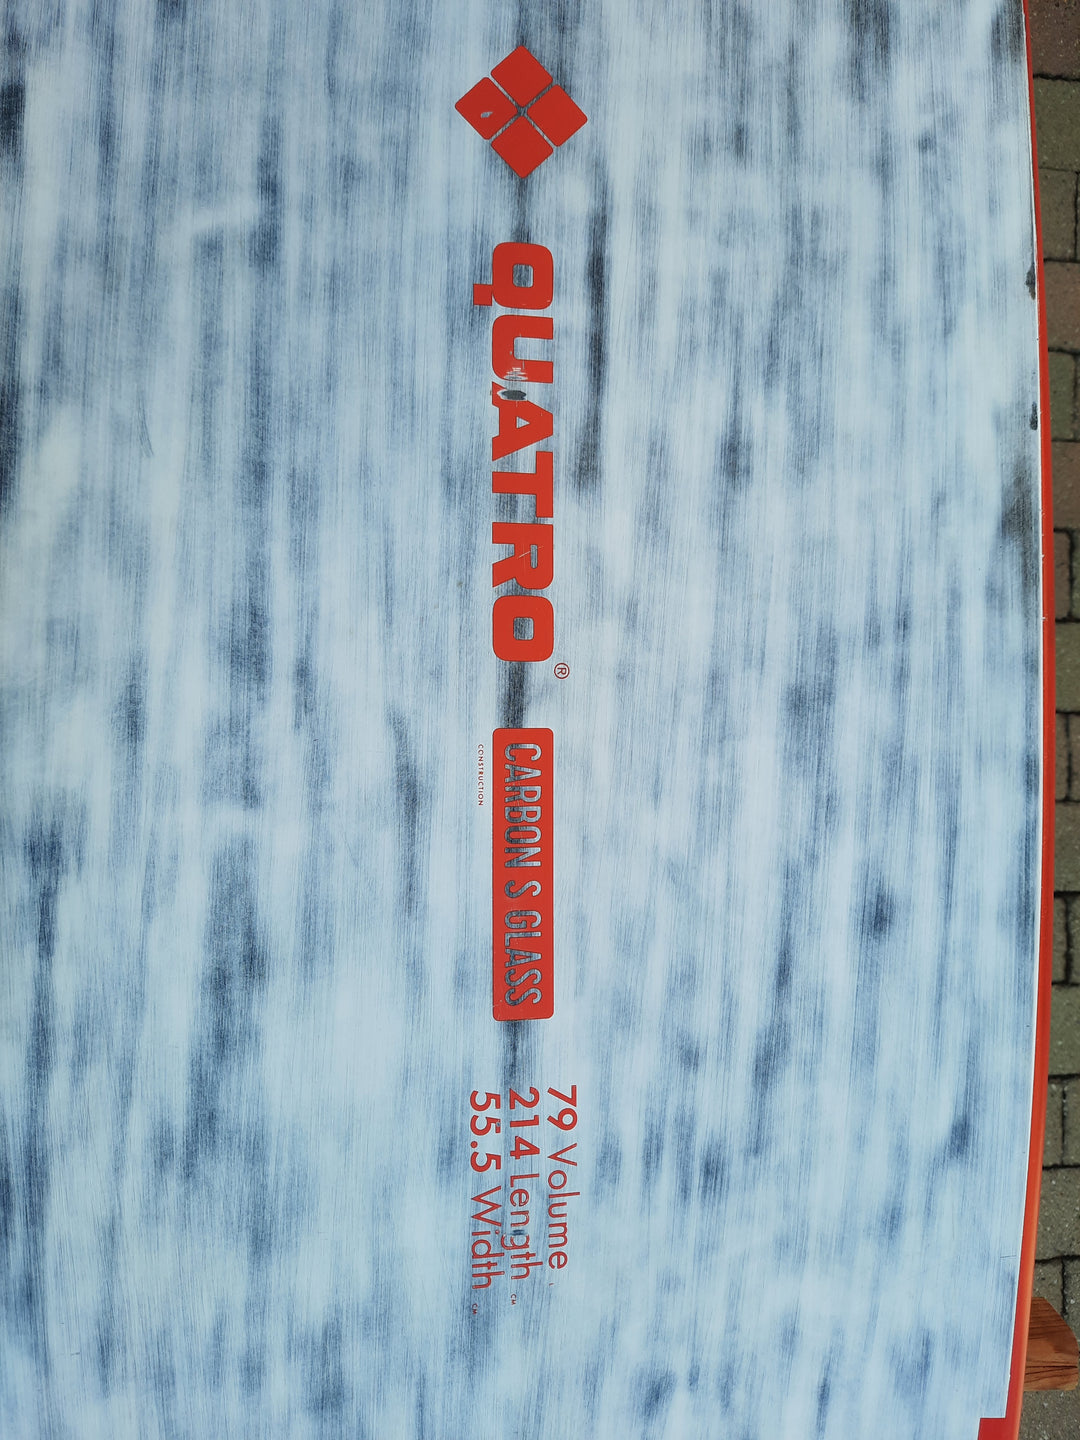 QUATRO®
CARBON S GLASS
CONSTRUCTION
79 Volume
214 Length CM
55.5 Width CM